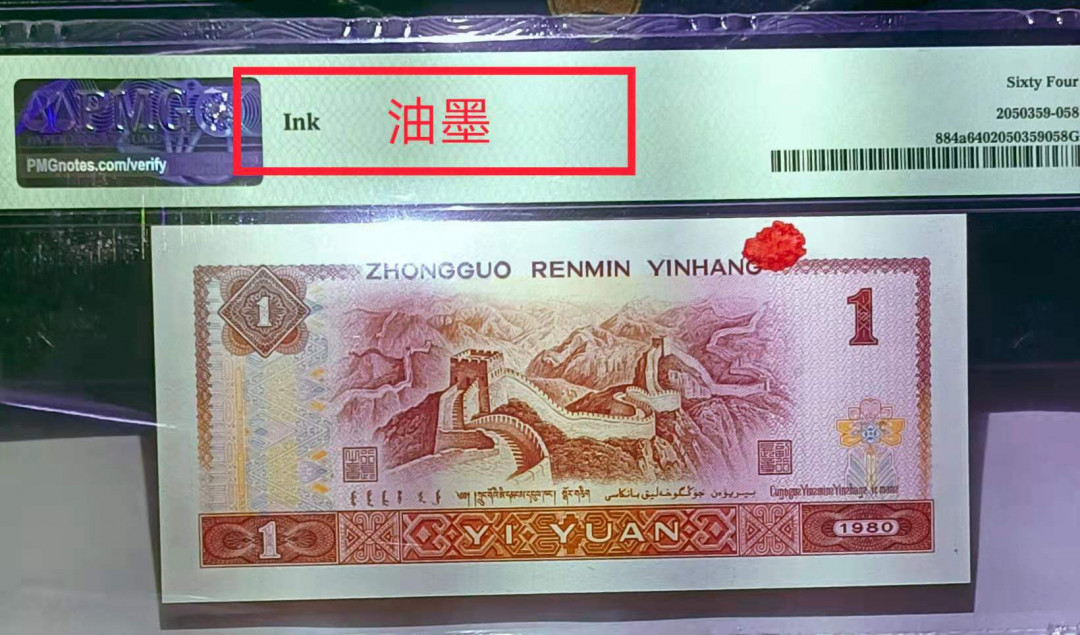 PMG
PMGnotes.com/verify
Ink
油墨
Sixty Four
2050359-058
884a6402050359058G
ZHONGGUO RENMIN YINHANG
1
1
1
YI YUAN
1980